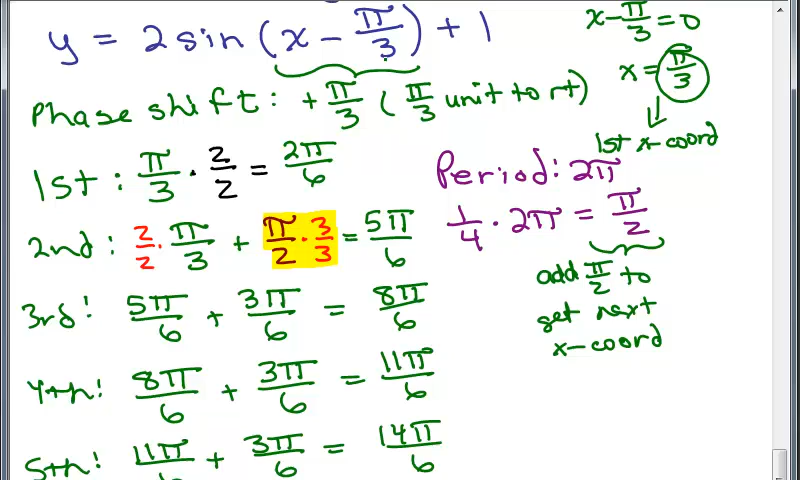 y = 2 sin (x - π/3) + 1
x - π/3 = 0
x = π/3
1st x-coord
Phase shift: + π/3 (π/3 unit to rt)
1st: π/3 · 2/2 = 2π/6
Period: 2π
1/4 · 2π = π/2
add π/2 to
get next
x-coord
2nd: 2/2 · π/3 + π/2 · 3/3 = 5π/6
3rd: 5π/6 + 3π/6 = 8π/6
4th: 8π/6 + 3π/6 = 11π/6
5th: 11π/6 + 3π/6 = 14π/6